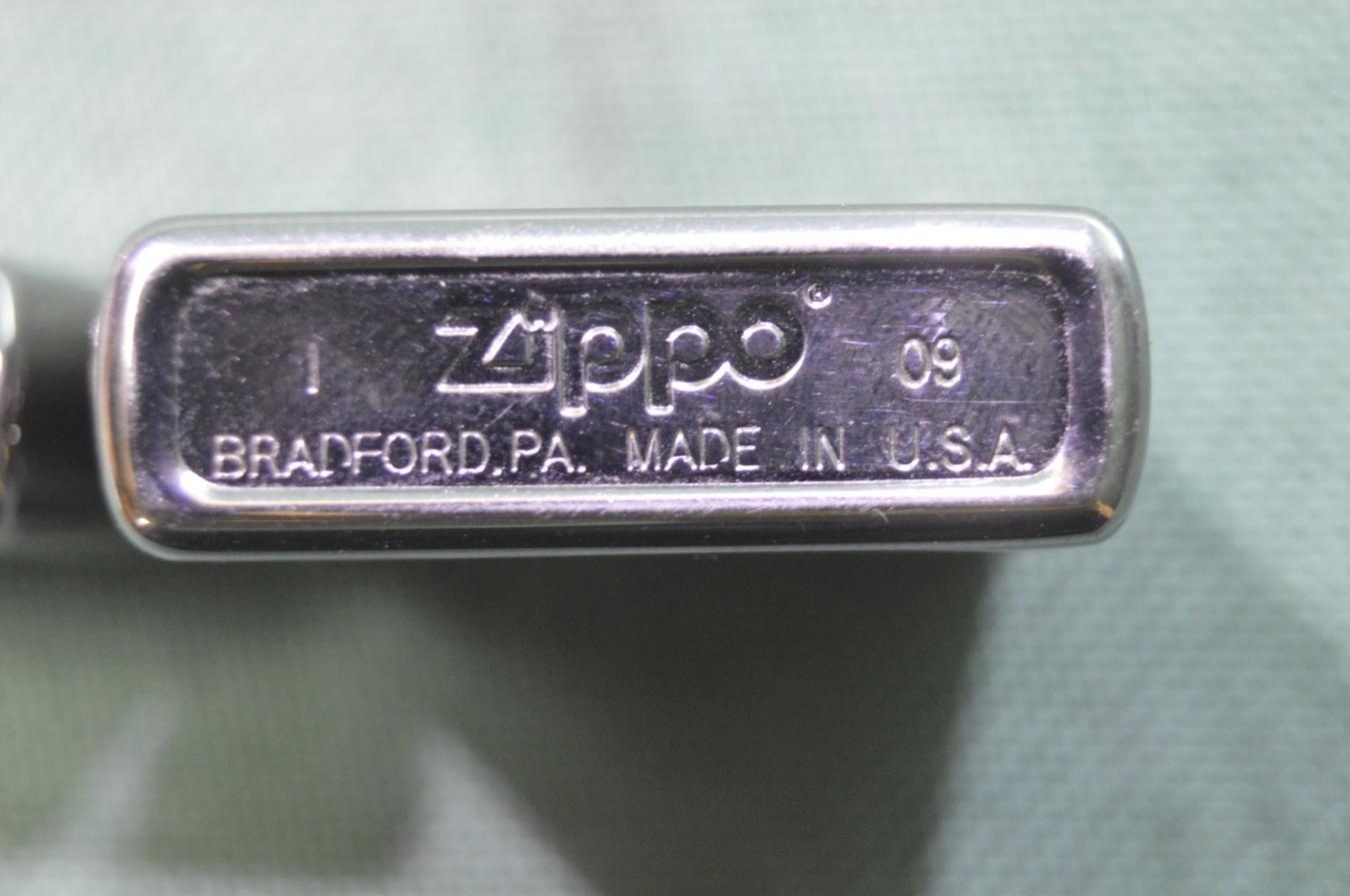 I Zippo® 09
BRADFORD, PA. MADE IN U.S.A.